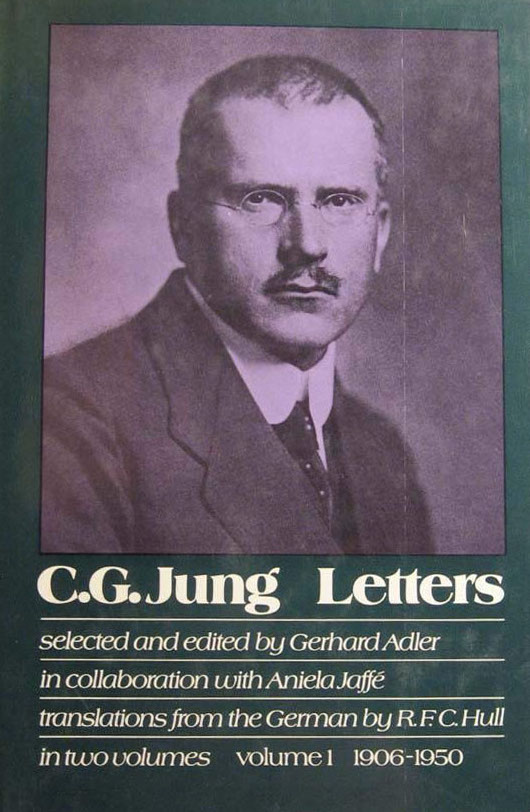 C.G. Jung Letters
selected and edited by Gerhard Adler
in collaboration with Aniela Jaffé
translations from the German by R.F.C. Hull
in two volumes volume 1 1906-1950